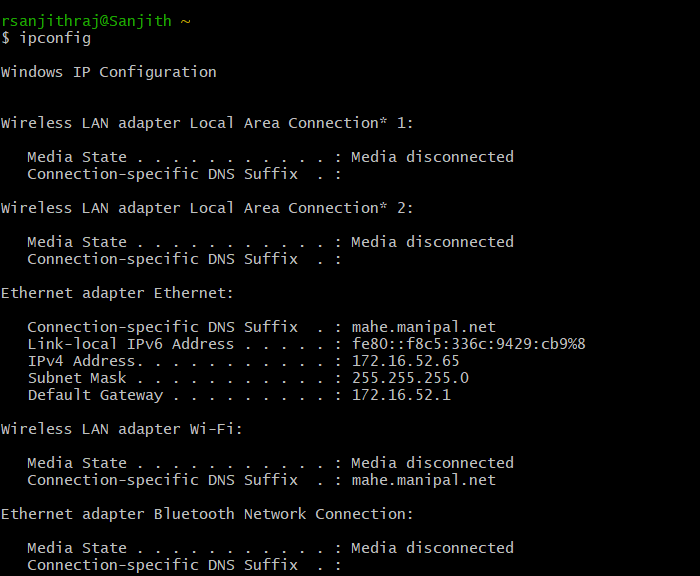 rsanjithraj@Sanjith ~
$ ipconfig
Windows IP Configuration
Wireless LAN adapter Local Area Connection* 1:
Media State . . . . . . . . . . . : Media disconnected
Connection-specific DNS Suffix  . :
Wireless LAN adapter Local Area Connection* 2:
Media State . . . . . . . . . . . : Media disconnected
Connection-specific DNS Suffix  . :
Ethernet adapter Ethernet:
Connection-specific DNS Suffix  . : mahe.manipal.net
Link-local IPv6 Address . . . . . : fe80::f8c5:336c:9429:cb9%8
IPv4 Address. . . . . . . . . . . : 172.16.52.65
Subnet Mask . . . . . . . . . . . : 255.255.255.0
Default Gateway . . . . . . . . . : 172.16.52.1
Wireless LAN adapter Wi-Fi:
Media State . . . . . . . . . . . : Media disconnected
Connection-specific DNS Suffix  . : mahe.manipal.net
Ethernet adapter Bluetooth Network Connection:
Media State . . . . . . . . . . . : Media disconnected
Connection-specific DNS Suffix  . :